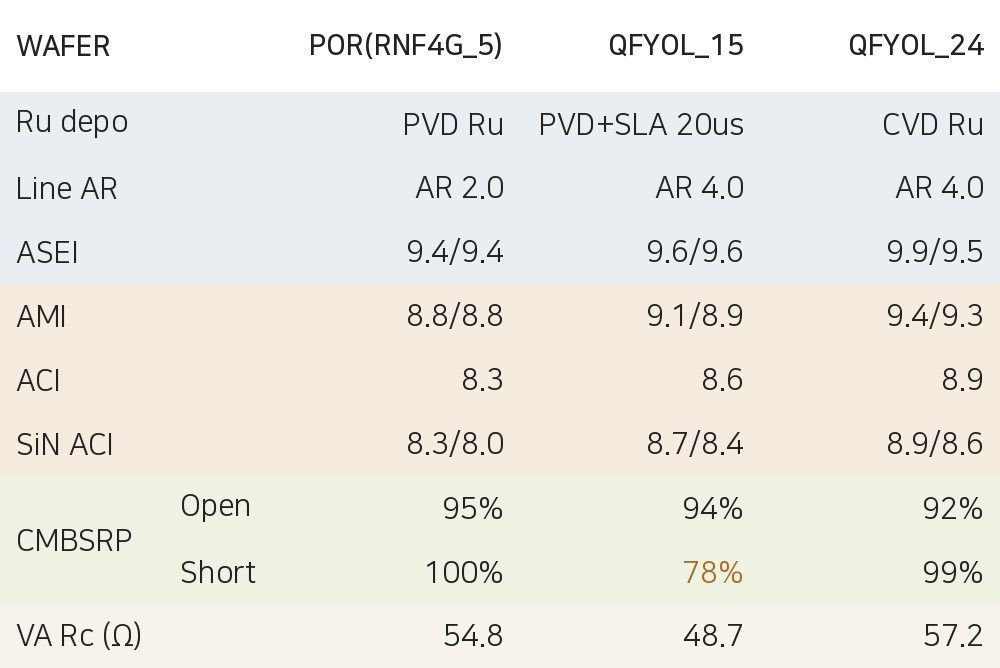 WAFER POR(RNF4G_5) QFYOL_15 QFYOL_24
Ru depo PVD Ru PVD+SLA 20us CVD Ru
Line AR AR 2.0 AR 4.0 AR 4.0
ASEI 9.4/9.4 9.6/9.6 9.9/9.5
AMI 8.8/8.8 9.1/8.9 9.4/9.3
ACI 8.3 8.6 8.9
SiN ACI 8.3/8.0 8.7/8.4 8.9/8.6
CMBSRP
Open 95% 94% 92%
Short 100% 78% 99%
VA Rc (Ω) 54.8 48.7 57.2